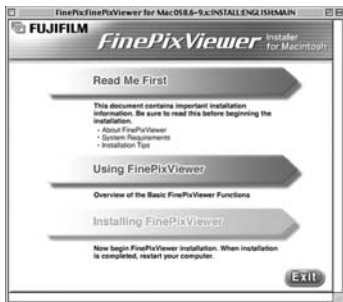 FinePix:FinePixViewer for MacOS8.6-9.x:INSTALL:ENGLISH:MAIN
FUJIFILM
FinePixViewer Installer for Macintosh
Read Me First
This document contains important installation
information. Be sure to read this before beginning the
installation.
• About FinePixViewer
• System Requirements
• Installation Tips
Using FinePixViewer
Overview of the Basic FinePixViewer Functions
Installing FinePixViewer
Now begin FinePixViewer installation. When installation
is completed, restart your computer.
Exit